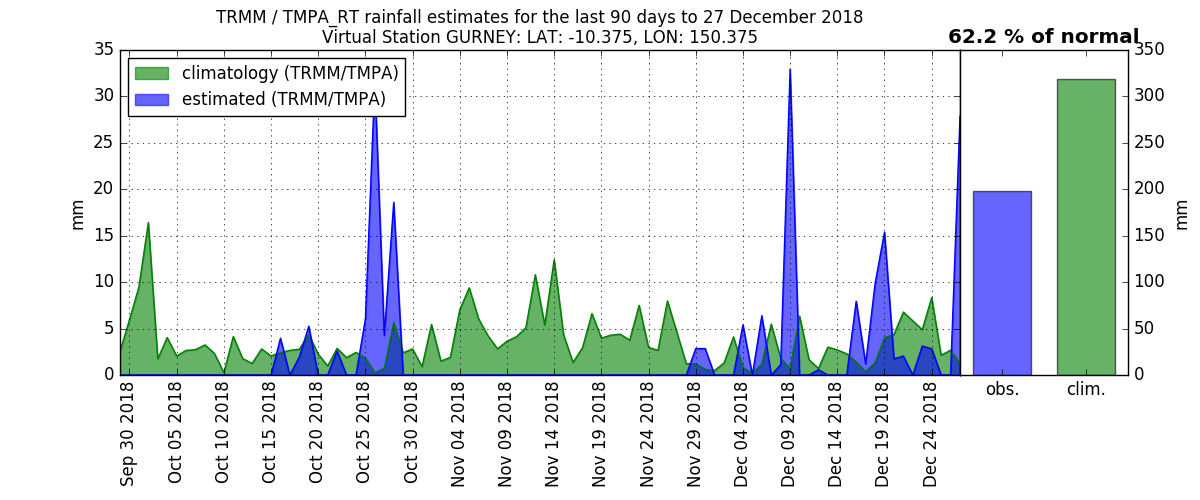 TRMM / TMPA_RT rainfall estimates for the last 90 days to 27 December 2018
Virtual Station GURNEY: LAT: -10.375, LON: 150.375
62.2 % of normal
climatology (TRMM/TMPA)
estimated (TRMM/TMPA)
35
30
25
20
15
10
5
0
mm
Sep 30 2018
Oct 05 2018
Oct 10 2018
Oct 15 2018
Oct 20 2018
Oct 25 2018
Oct 30 2018
Nov 04 2018
Nov 09 2018
Nov 14 2018
Nov 19 2018
Nov 24 2018
Nov 29 2018
Dec 04 2018
Dec 09 2018
Dec 14 2018
Dec 19 2018
Dec 24 2018
obs.
clim.
350
300
250
200
150
100
50
0
mm